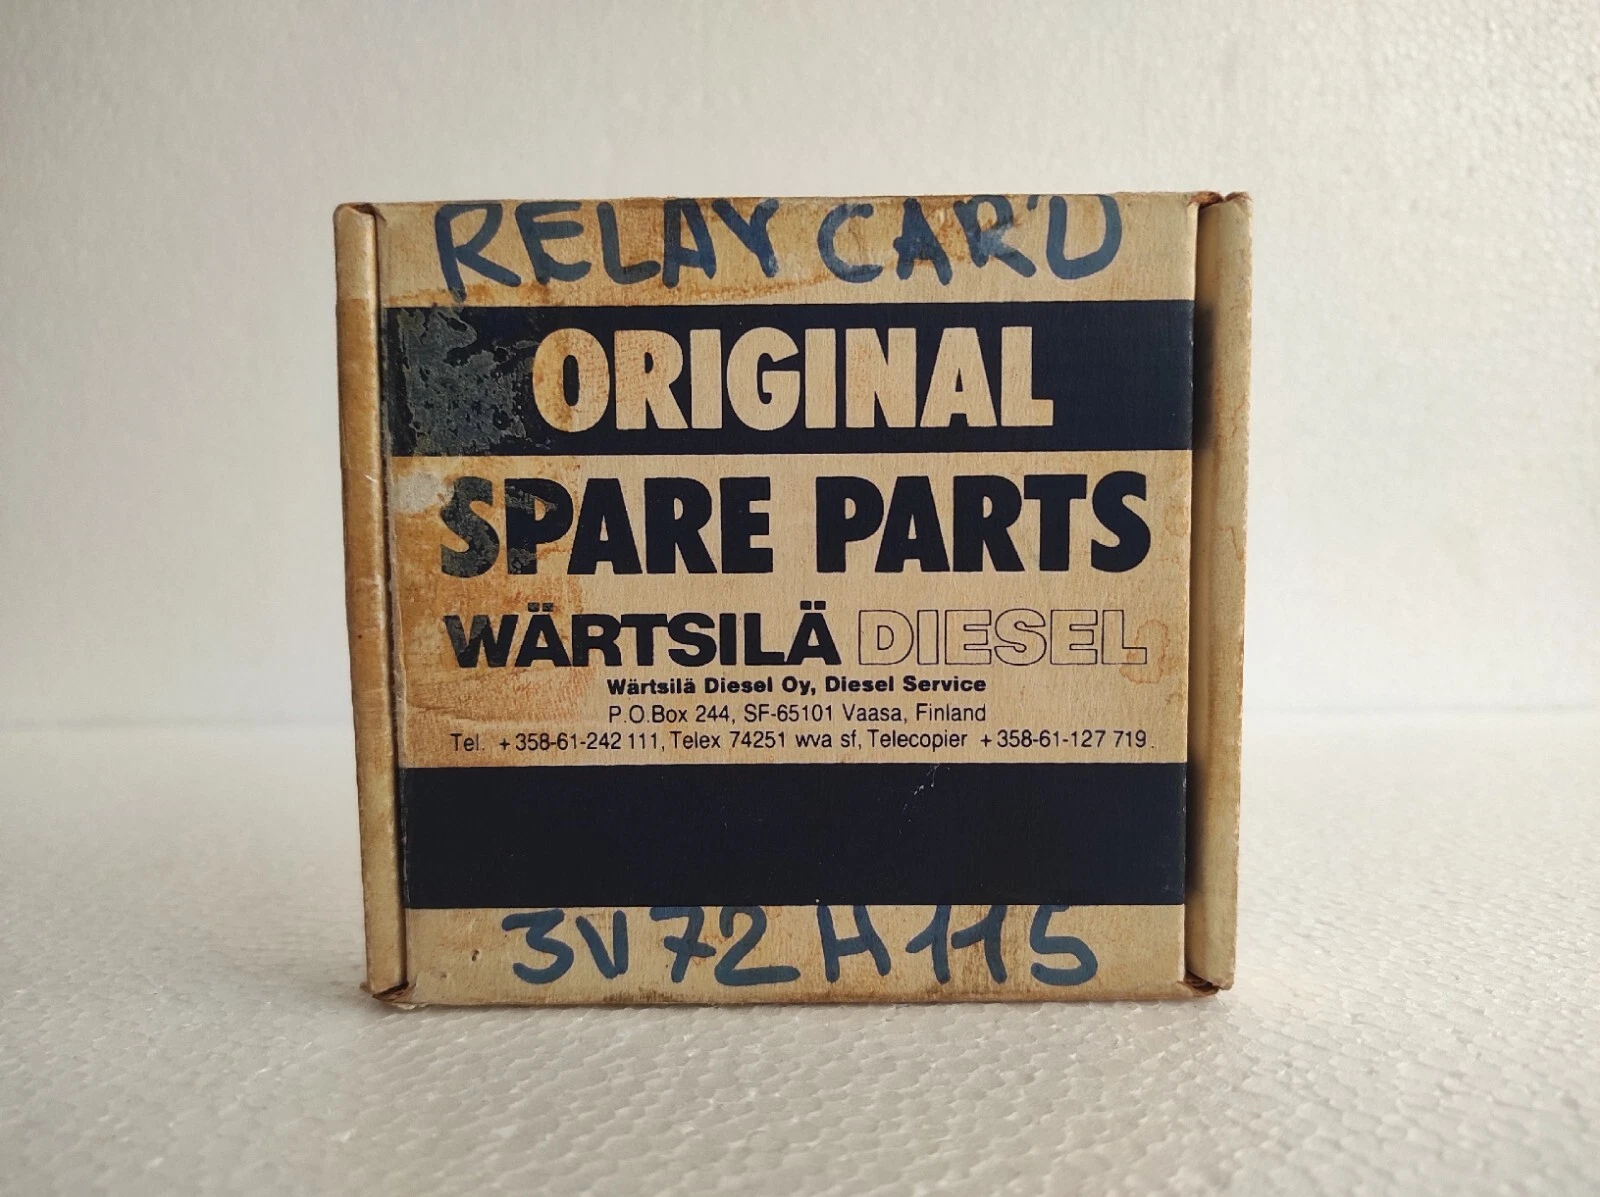 RELAY CARD
ORIGINAL
SPARE PARTS
WÄRTSILÄ DIESEL
Wärtsilä Diesel Oy, Diesel Service
P.O.Box 244, SF-65101 Vaasa, Finland
Tel. +358-61-242 111, Telex 74251 wva sf, Telecopier +358-61-127 719.
3V72H115